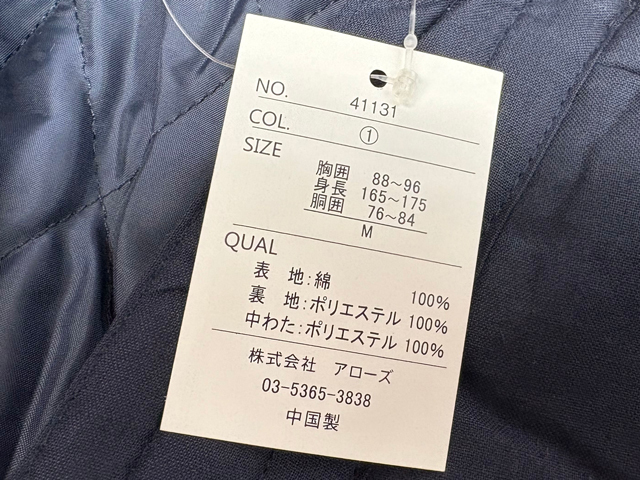 NO. 41131
COL. ①
SIZE
胸囲 88～96
身長 165～175
胴囲 76～84
M
QUAL
表 地：綿 100%
裏 地：ポリエステル 100%
中わた：ポリエステル 100%
株式会社 アローズ
03-5365-3838
中国製